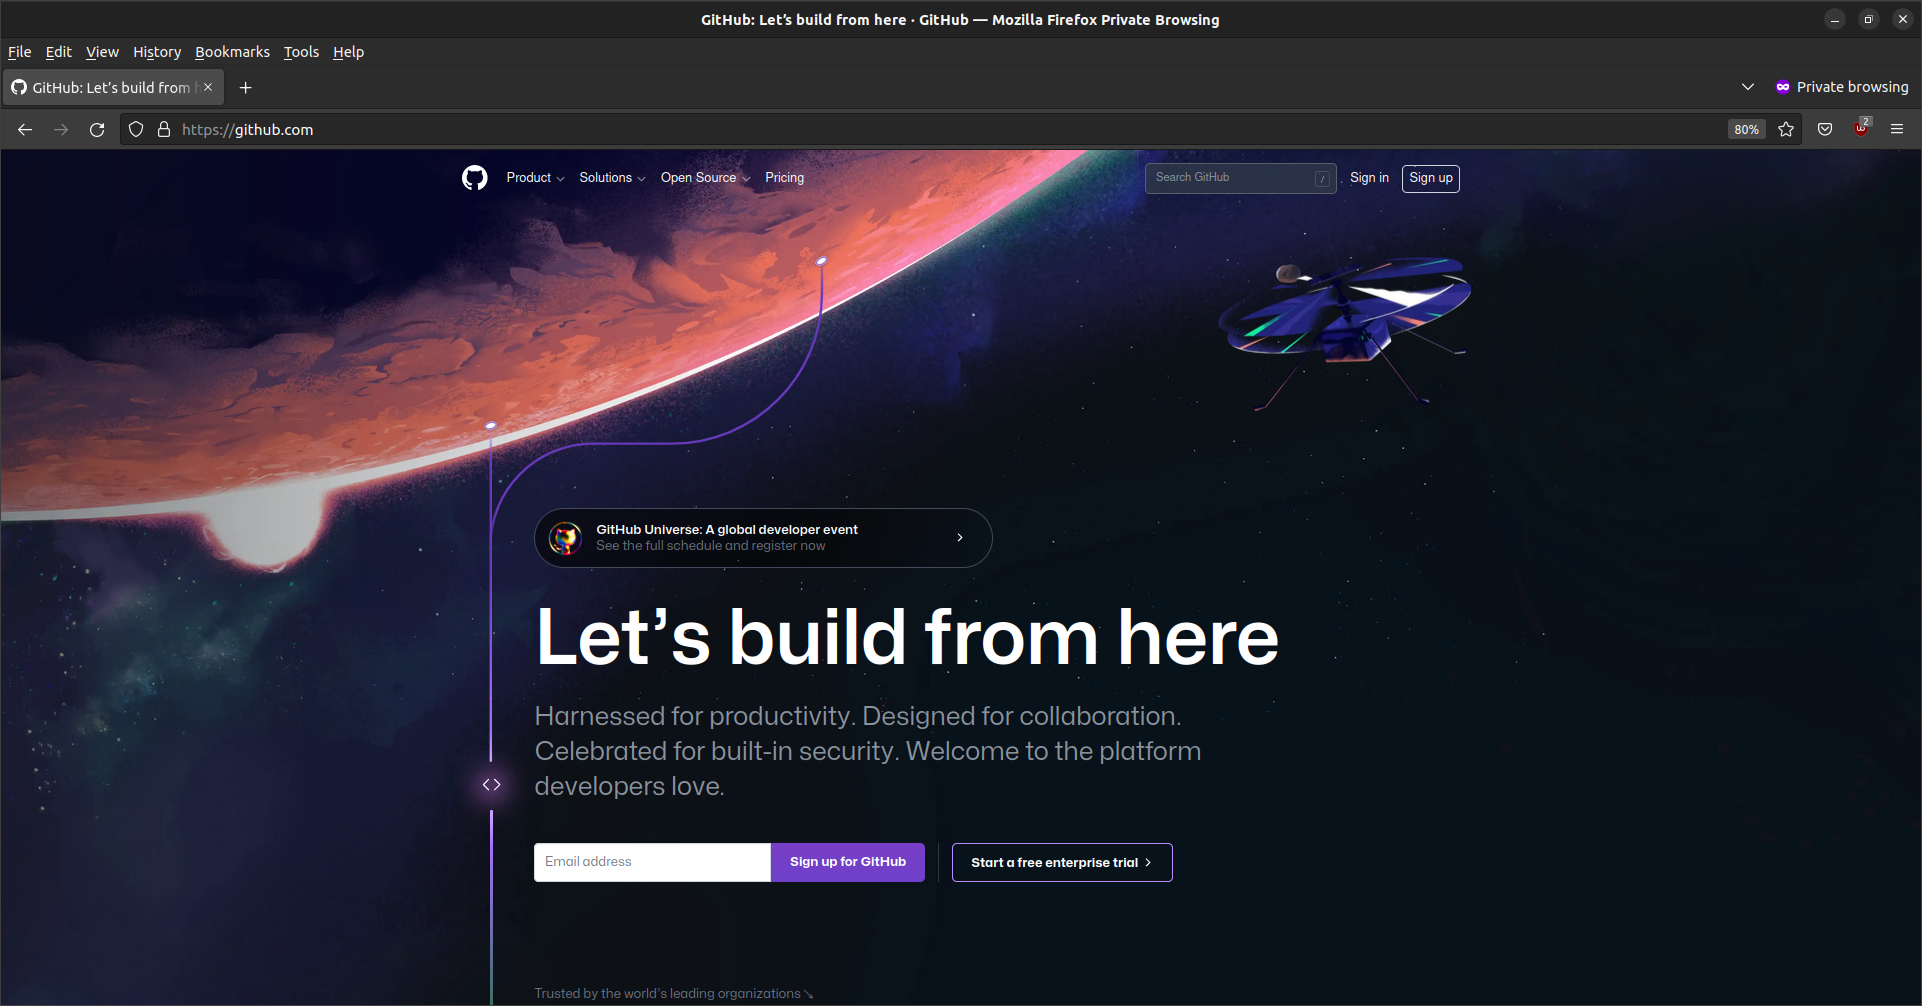 GitHub: Let's build from here · GitHub — Mozilla Firefox Private Browsing
File Edit View History Bookmarks Tools Help
GitHub: Let's build from
Private browsing
https://github.com
80%
2
Product Solutions Open Source Pricing
Search GitHub /
Sign in
Sign up
GitHub Universe: A global developer event
See the full schedule and register now
Let's build from here
Harnessed for productivity. Designed for collaboration.
Celebrated for built-in security. Welcome to the platform
developers love.
Email address
Sign up for GitHub
Start a free enterprise trial
Trusted by the world's leading organizations